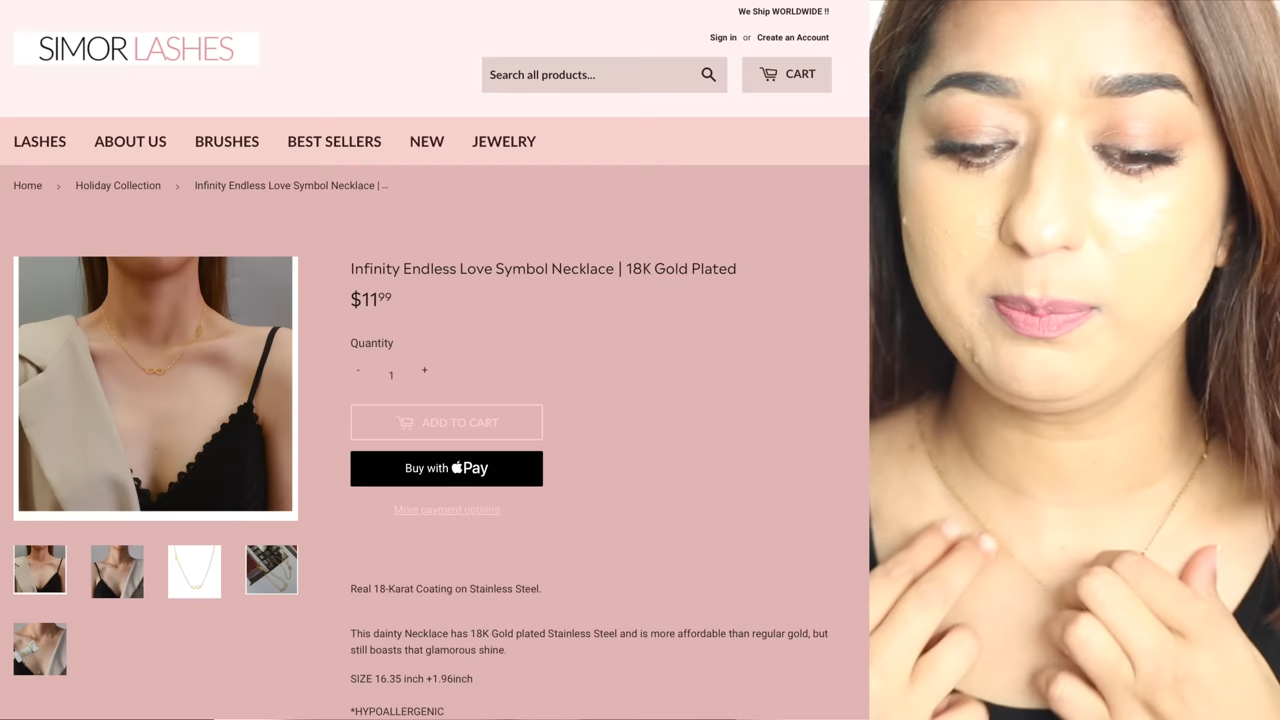 We Ship WORLDWIDE !!
SIMOR LASHES
Sign in or Create an Account
Search all products...
CART
LASHES ABOUT US BRUSHES BEST SELLERS NEW JEWELRY
Home > Holiday Collection > Infinity Endless Love Symbol Necklace | ...
Infinity Endless Love Symbol Necklace | 18K Gold Plated
$11.99
Quantity
- 1 +
ADD TO CART
Buy with Pay
More payment options
Real 18-Karat Coating on Stainless Steel.
This dainty Necklace has 18K Gold plated Stainless Steel and is more affordable than regular gold, but
still boasts that glamorous shine.
SIZE 16.35 inch +1.96inch
*HYPOALLERGENIC